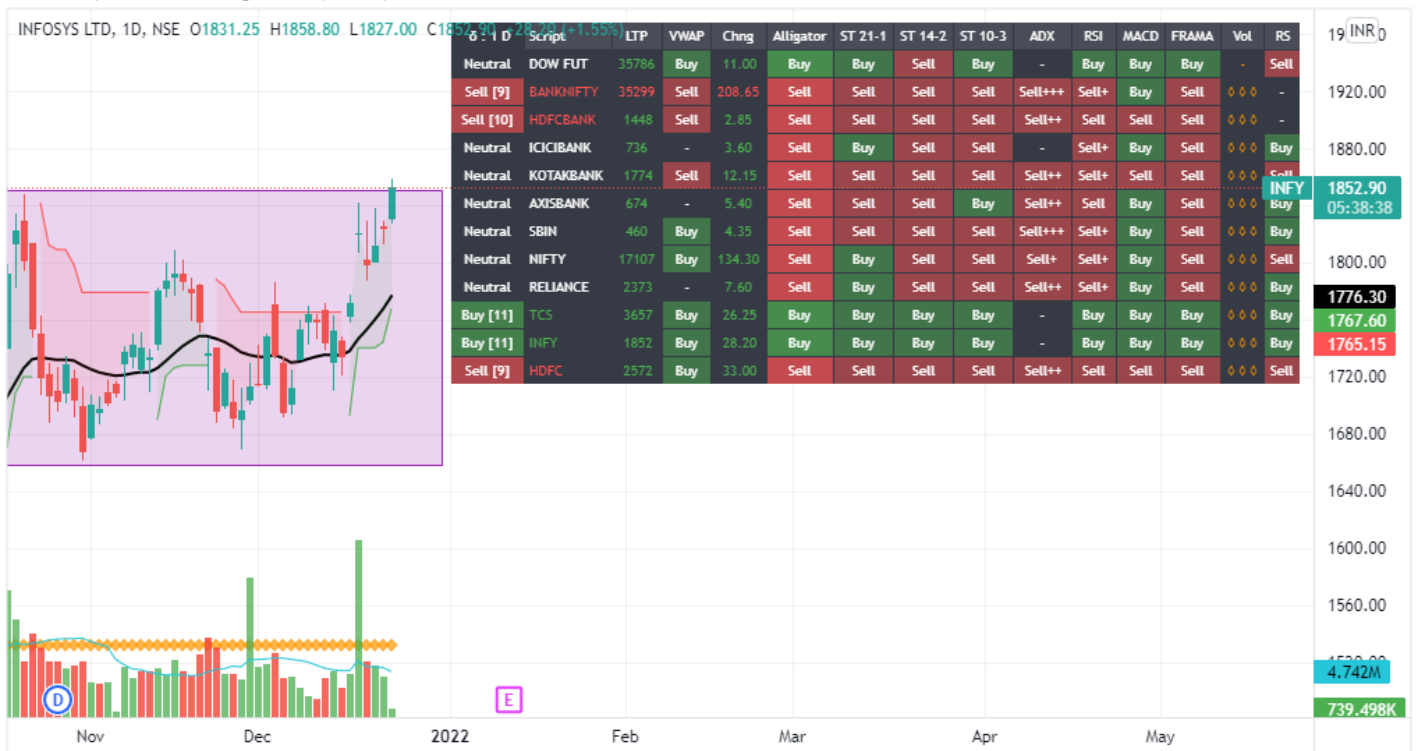 INFOSYS LTD, 1D, NSE O1831.25 H1858.80 L1827.00 C1852.90 +28.20 (+1.55%)
Script LTP VWAP Chng Alligator ST 21-1 ST 14-2 ST 10-3 ADX RSI MACD FRAMA Vol RS
Neutral DOW FUT 35786 Buy 11.00 Buy Buy Sell Buy - Buy Buy Buy - Sell
Sell [9] BANKNIFTY 35299 Sell 208.65 Sell Sell Sell Sell Sell+++ Sell+ Buy Sell ◊◊◊ -
Sell [10] HDFCBANK 1448 Sell 2.85 Sell Sell Sell Sell Sell++ Sell Sell Sell ◊◊◊ -
Neutral ICICIBANK 736 - 3.60 Sell Buy Sell Sell - Sell+ Buy Sell ◊◊◊ Buy
Neutral KOTAKBANK 1774 Sell 12.15 Sell Sell Sell Sell Sell++ Sell+ Sell Sell ◊◊◊ Sell
Neutral AXISBANK 674 - 5.40 Sell Sell Sell Buy Sell++ Sell Buy Sell ◊◊◊ Buy
Neutral SBIN 460 Buy 4.35 Sell Sell Sell Sell Sell+++ Sell+ Buy Sell ◊◊◊ Buy
Neutral NIFTY 17107 Buy 134.30 Sell Buy Sell Sell Sell+ Sell+ Buy Sell ◊◊◊ Sell
Neutral RELIANCE 2373 - 7.60 Sell Buy Sell Sell Sell++ Sell+ Buy Sell ◊◊◊ Buy
Buy [11] TCS 3657 Buy 26.25 Buy Buy Buy Buy - Buy Buy Buy ◊◊◊ Buy
Buy [11] INFY 1852 Buy 28.20 Buy Buy Buy Buy - Buy Buy Buy ◊◊◊ Buy
Sell [9] HDFC 2572 Buy 33.00 Sell Sell Sell Sell Sell++ Sell Buy Sell ◊◊◊ Sell
INR
1920.00
1880.00
INFY 1852.90
05:38:38
1800.00
1776.30
1767.60
1765.15
1720.00
1680.00
1640.00
1600.00
1560.00
4.742M
739.498K
D
E
Nov Dec 2022 Feb Mar Apr May